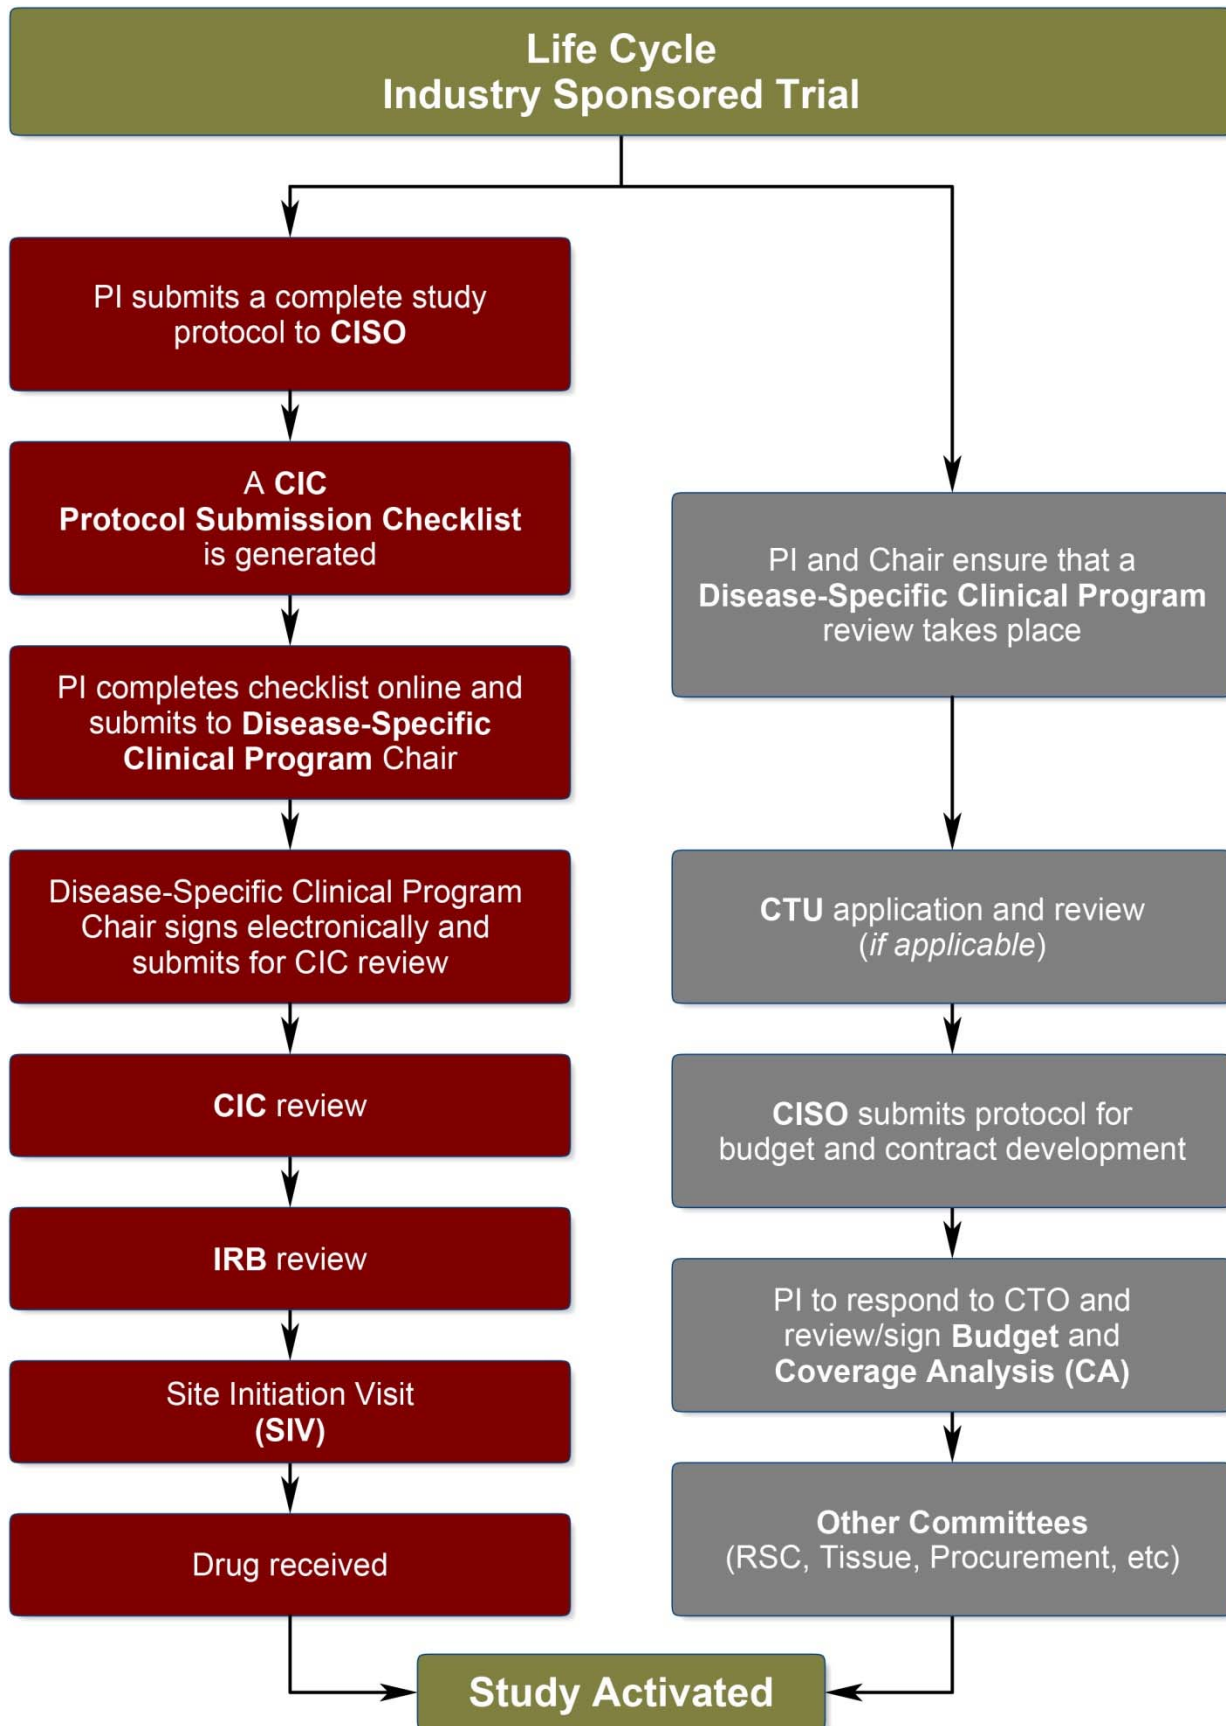 Life Cycle
Industry Sponsored Trial
PI submits a complete study
protocol to CISO
A CIC
Protocol Submission Checklist
is generated
PI completes checklist online and
submits to Disease-Specific
Clinical Program Chair
Disease-Specific Clinical Program
Chair signs electronically and
submits for CIC review
CIC review
IRB review
Site Initiation Visit
(SIV)
Drug received
PI and Chair ensure that a
Disease-Specific Clinical Program
review takes place
CTU application and review
(if applicable)
CISO submits protocol for
budget and contract development
PI to respond to CTO and
review/sign Budget and
Coverage Analysis (CA)
Other Committees
(RSC, Tissue, Procurement, etc)
Study Activated